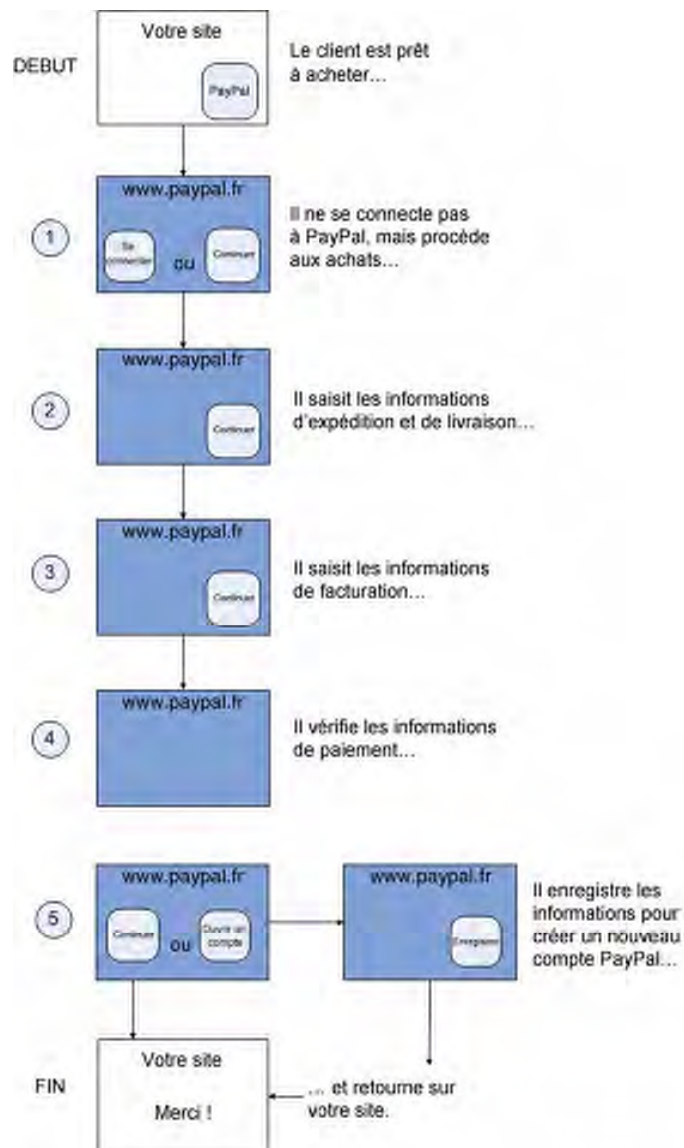 Votre site
DEBUT
PayPal
Le client est prêt
à acheter...
www.paypal.fr
1
Se
connecter
ou
Continuer
Il ne se connecte pas
à PayPal, mais procède
aux achats...
www.paypal.fr
2
Continuer
Il saisit les informations
d'expédition et de livraison...
www.paypal.fr
3
Continuer
Il saisit les informations
de facturation...
www.paypal.fr
4
Il vérifie les informations
de paiement...
www.paypal.fr
5
Continuer
ou
Ouvrir un
compte
www.paypal.fr
Enregistrer
Il enregistre les
informations pour
créer un nouveau
compte PayPal...
Votre site
FIN
Merci !
... et retourne sur
votre site.